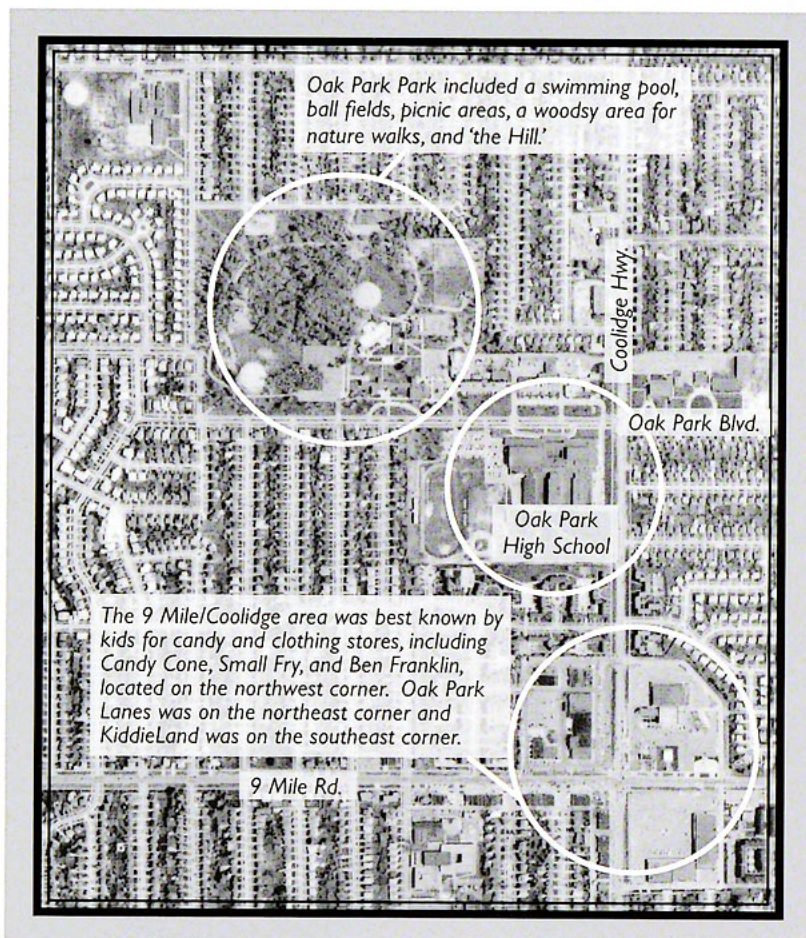 Oak Park Park included a swimming pool,
ball fields, picnic areas, a woodsy area for
nature walks, and ‘the Hill.’
Coolidge Hwy.
Oak Park Blvd.
Oak Park
High School
The 9 Mile/Coolidge area was best known by
kids for candy and clothing stores, including
Candy Cone, Small Fry, and Ben Franklin,
located on the northwest corner. Oak Park
Lanes was on the northeast corner and
KiddieLand was on the southeast corner.
9 Mile Rd.